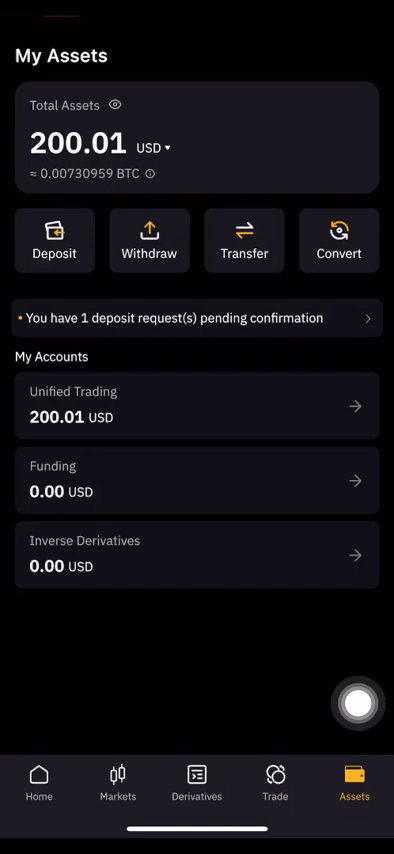 My Assets
Total Assets
200.01 USD
≈ 0.00730959 BTC
Deposit Withdraw Transfer Convert
You have 1 deposit request(s) pending confirmation
My Accounts
Unified Trading
200.01 USD
Funding
0.00 USD
Inverse Derivatives
0.00 USD
Home Markets Derivatives Trade Assets